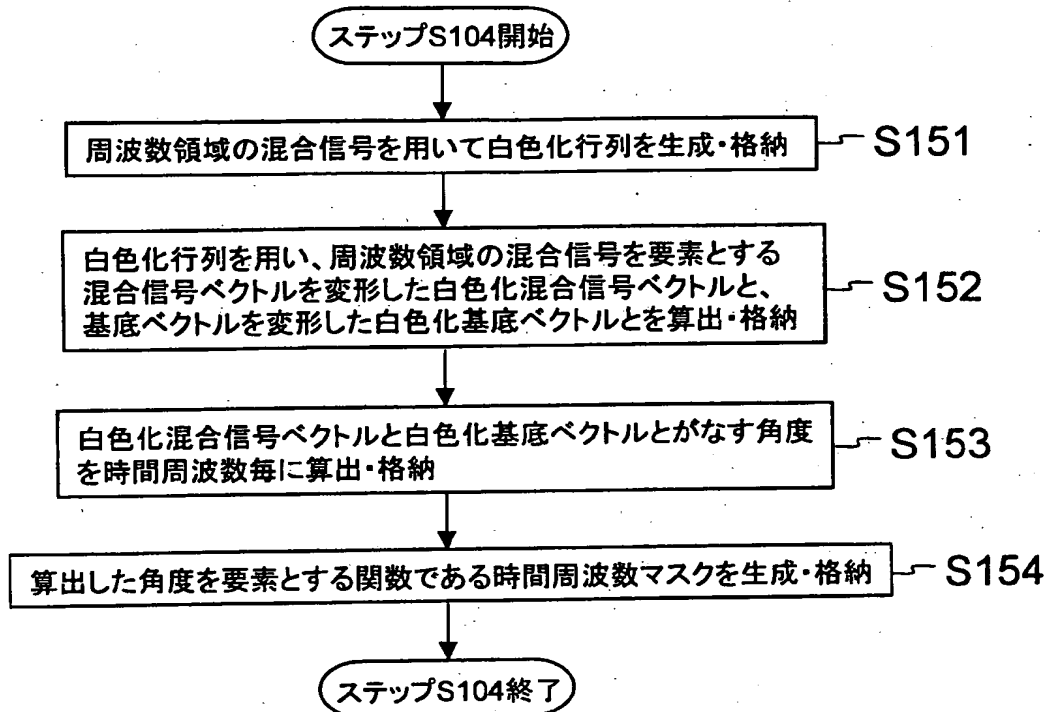 ステップS104開始
周波数領域の混合信号を用いて白色化行列を生成・格納
S151
白色化行列を用い、周波数領域の混合信号を要素とする
混合信号ベクトルを変形した白色化混合信号ベクトルと、
基底ベクトルを変形した白色化基底ベクトルとを算出・格納
S152
白色化混合信号ベクトルと白色化基底ベクトルとがなす角度
を時間周波数毎に算出・格納
S153
算出した角度を要素とする関数である時間周波数マスクを生成・格納
S154
ステップS104終了